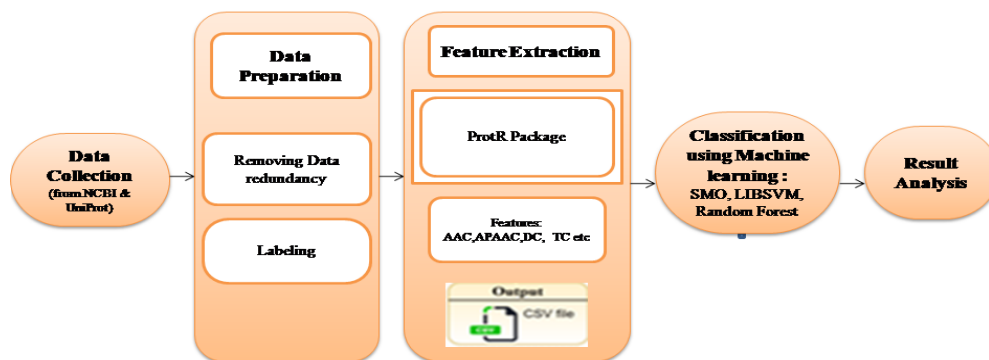 Data
Collection
(from NCBI &
UniProt)
Data
Preparation
Removing Data
redundancy
Labeling
Feature Extraction
ProtR Package
Features:
AAC,APAAC,DC, TC etc
Output
CSV file
CSV
Classification
using Machine
learning :
SMO, LIBSVM,
Random Forest
Result
Analysis